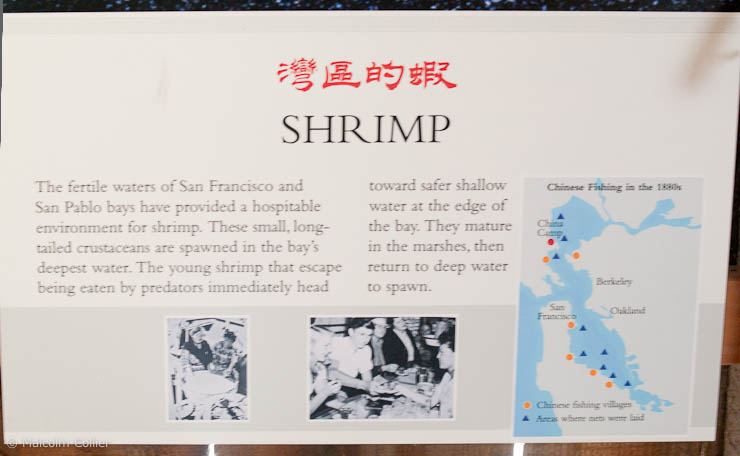 灣區的蝦
SHRIMP
The fertile waters of San Francisco and
San Pablo bays have provided a hospitable
environment for shrimp. These small, long-
tailed crustaceans are spawned in the bay's
deepest water. The young shrimp that escape
being eaten by predators immediately head
toward safer shallow
water at the edge of
the bay. They mature
in the marshes, then
return to deep water
to spawn.
Chinese Fishing in the 1880s
China
Camp
Berkeley
San
Francisco
Oakland
Chinese fishing villages
Areas where nets were laid
© Malcolm Collier